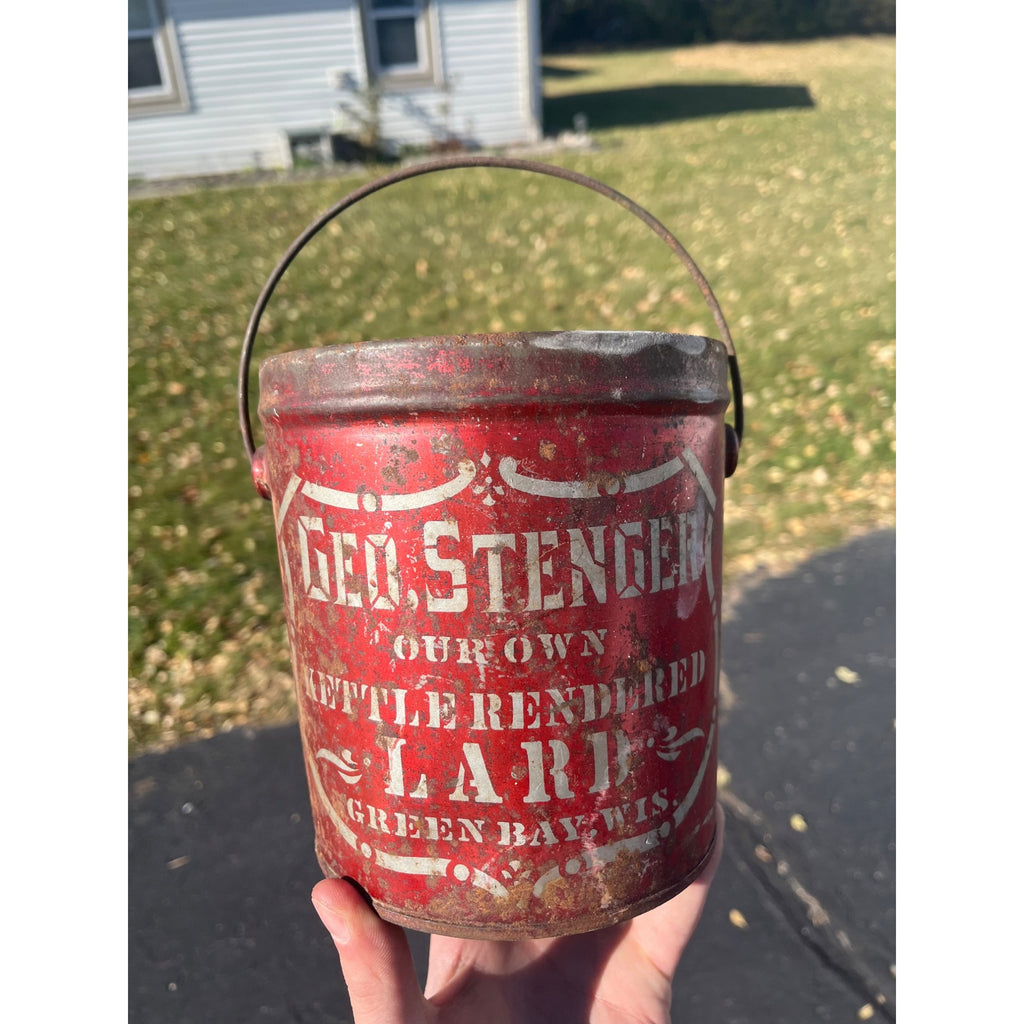 GEO. STENGER
OUR OWN
KETTLE RENDERED
LARD
GREEN BAY, WIS.